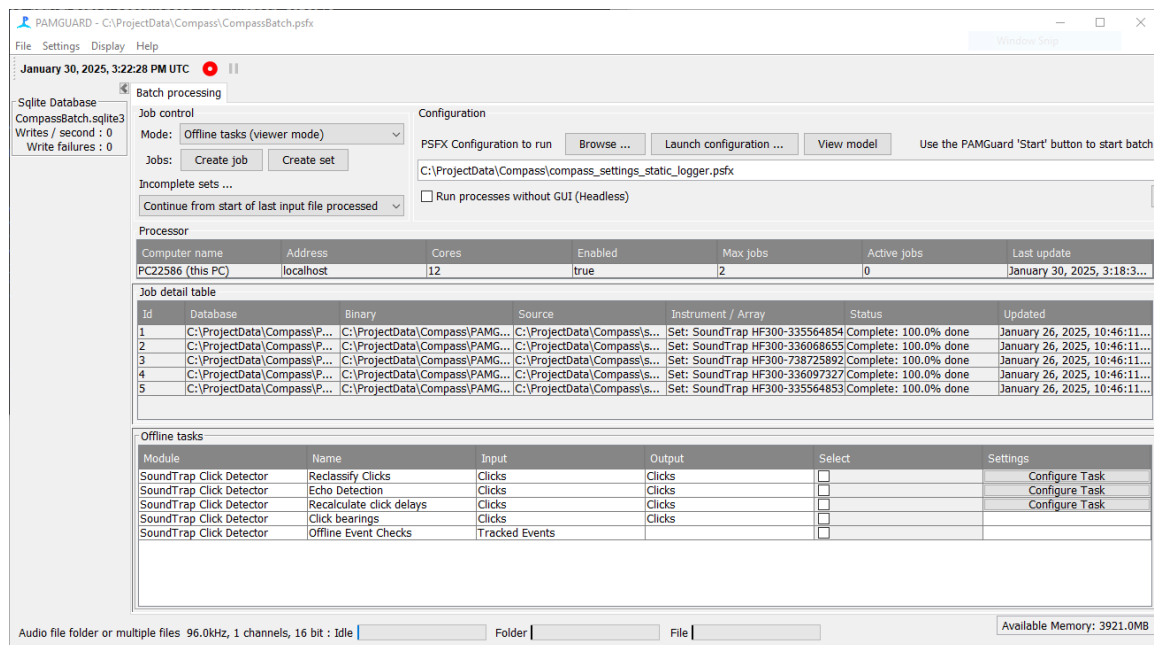 PAMGUARD - C:\ProjectData\Compass\CompassBatch.psfx
Window Snip
File Settings Display Help
January 30, 2025, 3:22:28 PM UTC
Sqlite Database
CompassBatch.sqlite3
Writes / second : 0
Write failures : 0
Batch processing
Job control
Mode: Offline tasks (viewer mode)
Jobs: Create job Create set
Incomplete sets ...
Continue from start of last input file processed
Configuration
PSFX Configuration to run Browse ... Launch configuration ... View model Use the PAMGuard 'Start' button to start batch
C:\ProjectData\Compass\compass_settings_static_logger.psfx
Run processes without GUI (Headless)
Processor
Computer name Address Cores Enabled Max jobs Active jobs Last update
PC22586 (this PC) localhost 12 true 2 0 January 30, 2025, 3:18:3...
Job detail table
Id Database Binary Source Instrument / Array Status Updated
1 C:\ProjectData\Compass\P... C:\ProjectData\Compass\PAMG... C:\ProjectData\Compass\s... Set: SoundTrap HF300-335564854 Complete: 100.0% done January 26, 2025, 10:46:11...
2 C:\ProjectData\Compass\P... C:\ProjectData\Compass\PAMG... C:\ProjectData\Compass\s... Set: SoundTrap HF300-336068655 Complete: 100.0% done January 26, 2025, 10:46:11...
3 C:\ProjectData\Compass\P... C:\ProjectData\Compass\PAMG... C:\ProjectData\Compass\s... Set: SoundTrap HF300-738725892 Complete: 100.0% done January 26, 2025, 10:46:11...
4 C:\ProjectData\Compass\P... C:\ProjectData\Compass\PAMG... C:\ProjectData\Compass\s... Set: SoundTrap HF300-336097327 Complete: 100.0% done January 26, 2025, 10:46:11...
5 C:\ProjectData\Compass\P... C:\ProjectData\Compass\PAMG... C:\ProjectData\Compass\s... Set: SoundTrap HF300-335564853 Complete: 100.0% done January 26, 2025, 10:46:11...
Offline tasks
Module Name Input Output Select Settings
SoundTrap Click Detector Reclassify Clicks Clicks Clicks Configure Task
SoundTrap Click Detector Echo Detection Clicks Clicks Configure Task
SoundTrap Click Detector Recalculate click delays Clicks Clicks Configure Task
SoundTrap Click Detector Click bearings Clicks Clicks
SoundTrap Click Detector Offline Event Checks Tracked Events
Audio file folder or multiple files 96.0kHz, 1 channels, 16 bit : Idle Folder File Available Memory: 3921.0MB